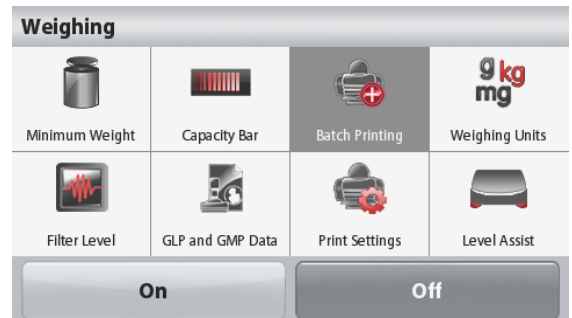 Weighing
g kg
mg
Minimum Weight
Capacity Bar
Batch Printing
Weighing Units
Filter Level
GLP and GMP Data
Print Settings
Level Assist
On
Off